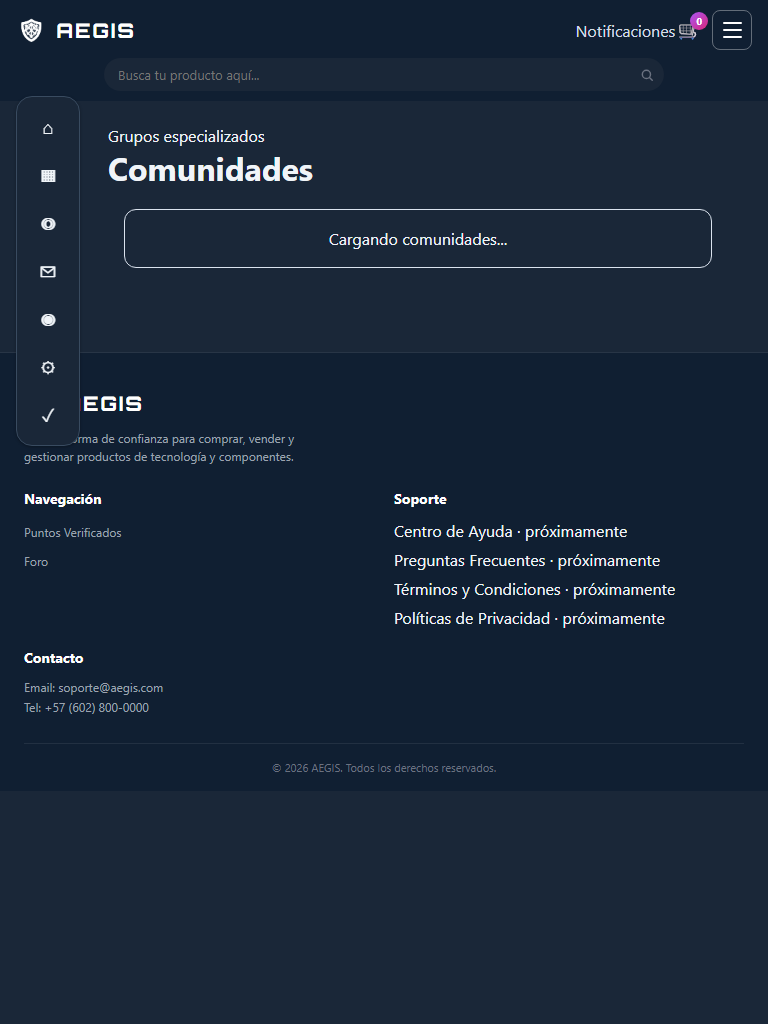 AEGIS
Notificaciones
0
Busca tu producto aquí...
Grupos especializados
Comunidades
Cargando comunidades...
AEGIS
de confianza para comprar, vender y
gestionar productos de tecnología y componentes.
Navegación
Puntos Verificados
Foro
Soporte
Centro de Ayuda · próximamente
Preguntas Frecuentes · próximamente
Términos y Condiciones · próximamente
Políticas de Privacidad · próximamente
Contacto
Email: soporte@aegis.com
Tel: +57 (602) 800-0000
© 2026 AEGIS. Todos los derechos reservados.